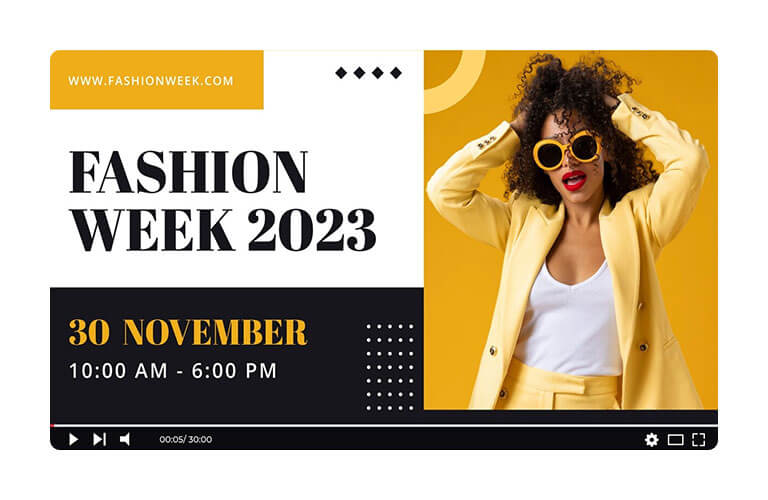 WWW.FASHIONWEEK.COM
FASHION
WEEK 2023
30 NOVEMBER
10:00 AM - 6:00 PM
00:05/ 30:00